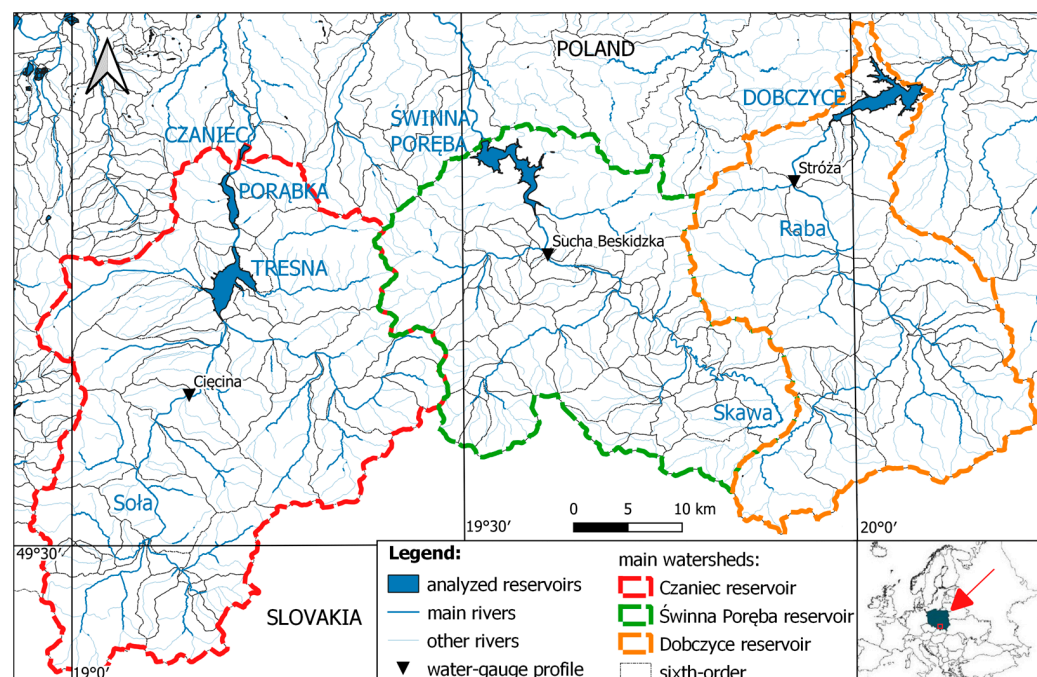 POLAND
DOBCZYCE
ŚWINNA
PORĘBA
CZANIEC
Stróża
PORĄBKA
Raba
Sucha Beskidzka
TRESNA
Cięcina
Skawa
Soła
0 5 10 km
19°30′
20°0′
49°30′
SLOVAKIA
19°0′
Legend:
analyzed reservoirs
main rivers
other rivers
water-gauge profile
main watersheds:
Czaniec reservoir
Świnna Poręba reservoir
Dobczyce reservoir
sixth-order